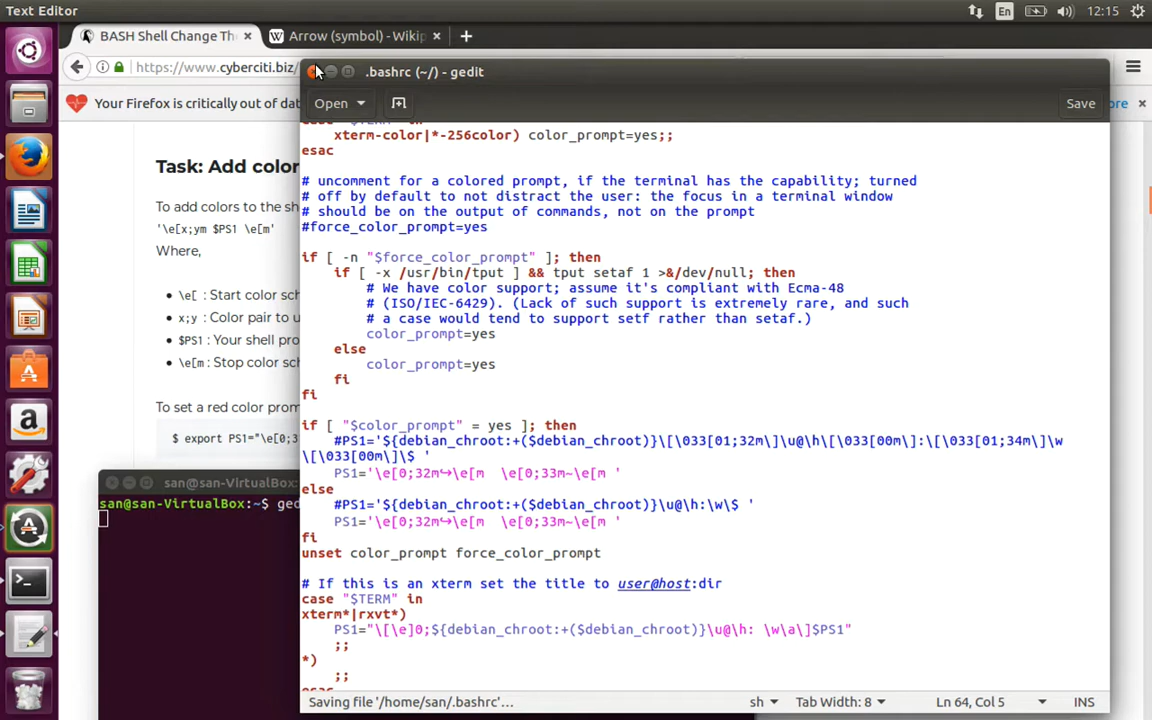 Text Editor
En
12:15
BASH Shell Change The
Arrow (symbol) - Wikip
https://www.cyberciti.biz/
Your Firefox is critically out of dat
ore
.bashrc (~/) - gedit
Open
Save
Task: Add color
To add colors to the sh
'\e[x;ym $PS1 \e[m'
Where,
\e[ : Start color sch
x;y : Color pair to u
$PS1 : Your shell pro
\e[m : Stop color sch
To set a red color prom
$ export PS1="\e[0;3
san@san-VirtualBox:
san@san-VirtualBox:~$ ged
xterm-color|*-256color) color_prompt=yes;;
esac
# uncomment for a colored prompt, if the terminal has the capability; turned
# off by default to not distract the user: the focus in a terminal window
# should be on the output of commands, not on the prompt
#force_color_prompt=yes
if [ -n "$force_color_prompt" ]; then
if [ -x /usr/bin/tput ] && tput setaf 1 >&/dev/null; then
# We have color support; assume it's compliant with Ecma-48
# (ISO/IEC-6429). (Lack of such support is extremely rare, and such
# a case would tend to support setf rather than setaf.)
color_prompt=yes
else
color_prompt=yes
fi
fi
if [ "$color_prompt" = yes ]; then
#PS1='${debian_chroot:+($debian_chroot)}\[\033[01;32m\]\u@\h\[\033[00m\]:\[\033[01;34m\]\w
\[\033[00m\]\$ '
PS1='\e[0;32m↪\e[m  \e[0;33m~\e[m '
else
#PS1='${debian_chroot:+($debian_chroot)}\u@\h:\w\$ '
PS1='\e[0;32m↪\e[m  \e[0;33m~\e[m '
fi
unset color_prompt force_color_prompt
# If this is an xterm set the title to user@host:dir
case "$TERM" in
xterm*|rxvt*)
PS1="\[\e]0;${debian_chroot:+($debian_chroot)}\u@\h: \w\a\]$PS1"
;;
*)
;;
esac
Saving file '/home/san/.bashrc'…
sh
Tab Width: 8
Ln 64, Col 5
INS